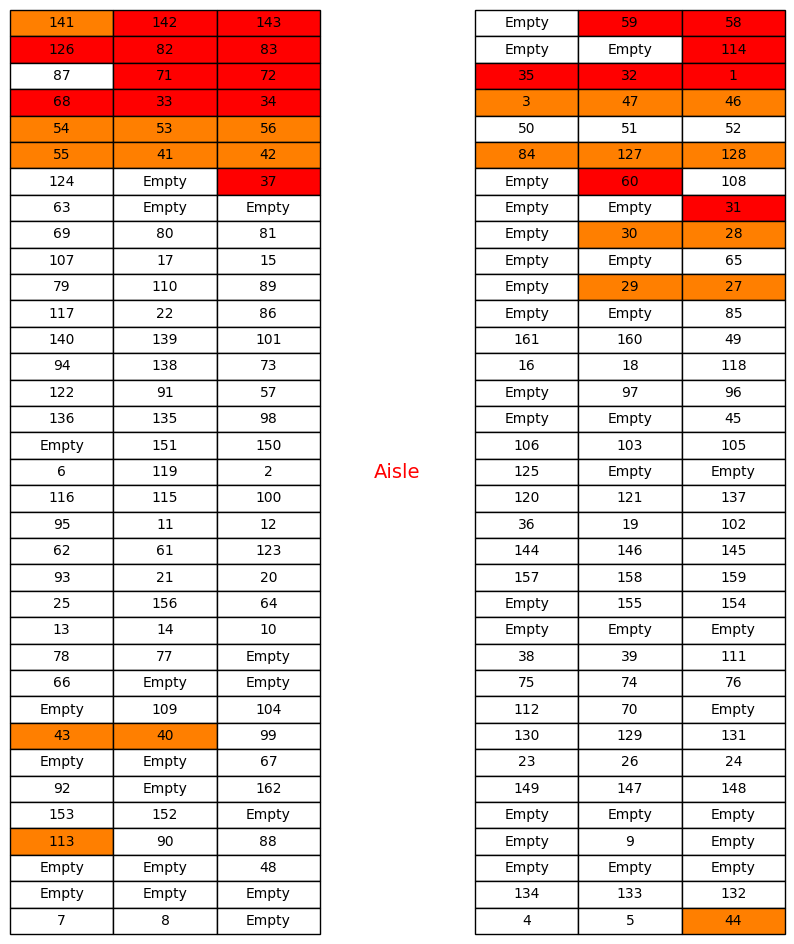 141 142 143 Empty 59 58
126 82 83 Empty Empty 114
87 71 72 35 32 1
68 33 34 3 47 46
54 53 56 50 51 52
55 41 42 84 127 128
124 Empty 37 Empty 60 108
63 Empty Empty Empty Empty 31
69 80 81 Empty 30 28
107 17 15 Empty Empty 65
79 110 89 Empty 29 27
117 22 86 Empty Empty 85
140 139 101 161 160 49
94 138 73 16 18 118
122 91 57 Empty 97 96
136 135 98 Empty Empty 45
Empty 151 150 106 103 105
6 119 2 Aisle 125 Empty Empty
116 115 100 120 121 137
95 11 12 36 19 102
62 61 123 144 146 145
93 21 20 157 158 159
25 156 64 Empty 155 154
13 14 10 Empty Empty Empty
78 77 Empty 38 39 111
66 Empty Empty 75 74 76
Empty 109 104 112 70 Empty
43 40 99 130 129 131
Empty Empty 67 23 26 24
92 Empty 162 149 147 148
153 152 Empty Empty Empty Empty
113 90 88 Empty 9 Empty
Empty Empty 48 Empty Empty Empty
Empty Empty Empty 134 133 132
7 8 Empty 4 5 44